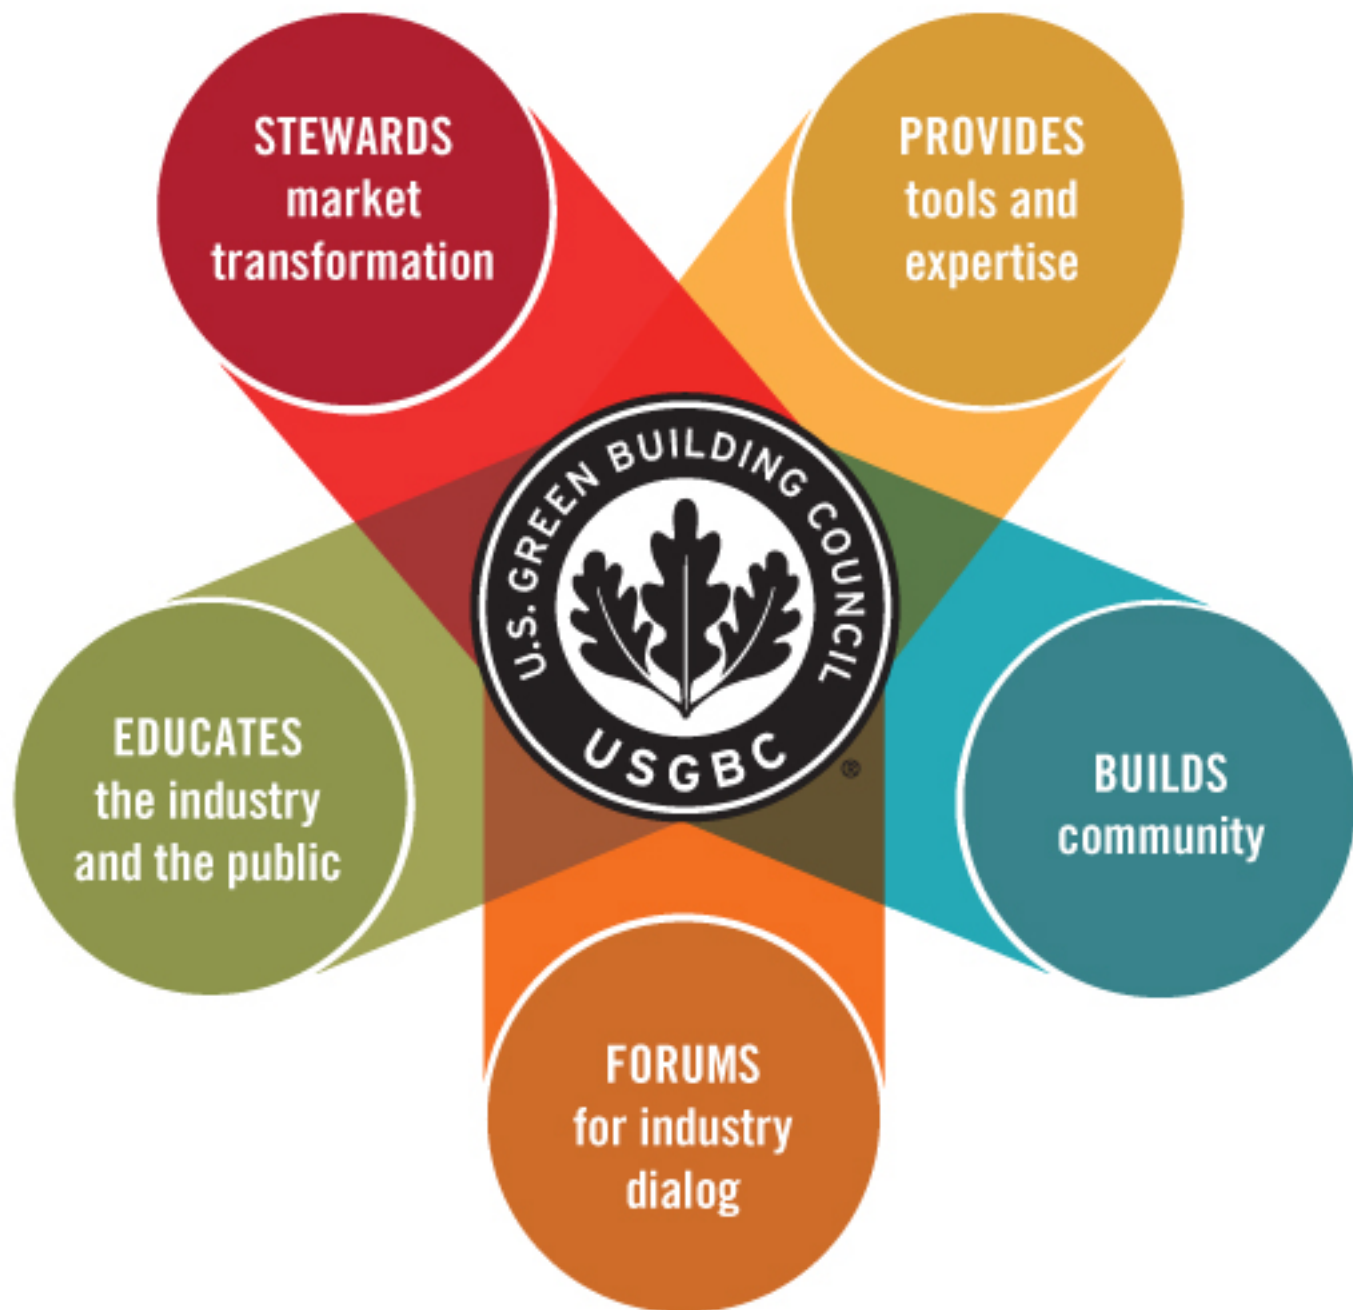 STEWARDS
market
transformation
PROVIDES
tools and
expertise
U.S. GREEN BUILDING COUNCIL
USGBC
®
EDUCATES
the industry
and the public
BUILDS
community
FORUMS
for industry
dialog